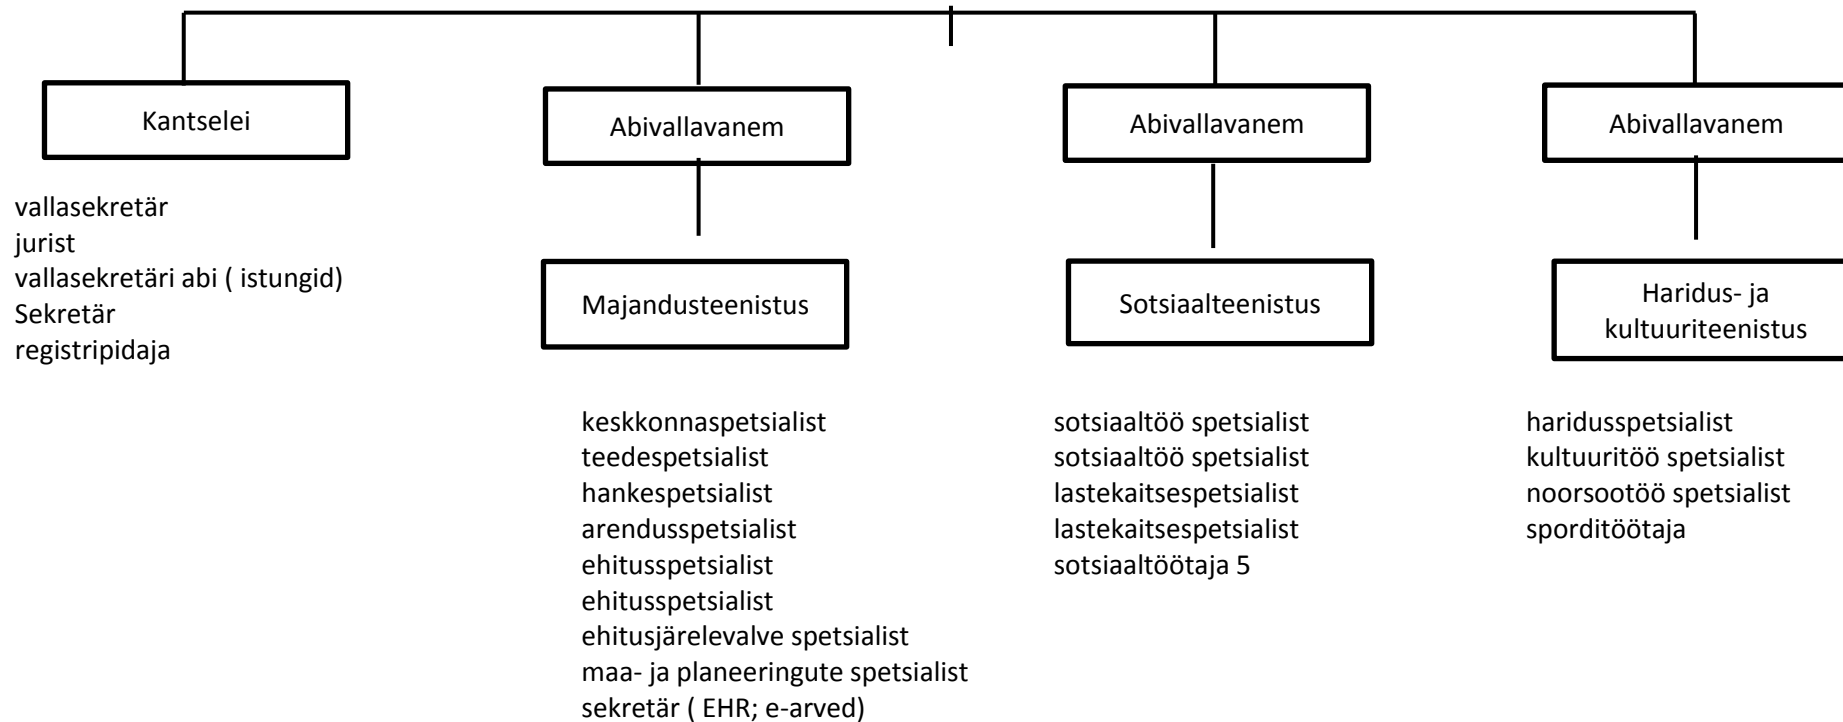 Kantselei
vallasekretär
jurist
vallasekretäri abi ( istungid)
Sekretär
registripidaja
Abivallavanem
Majandusteenistus
keskkonnaspetsialist
teedespetsialist
hankespetsialist
arendusspetsialist
ehitusspetsialist
ehitusspetsialist
ehitusjärelevalve spetsialist
maa- ja planeeringute spetsialist
sekretär ( EHR; e-arved)
Abivallavanem
Sotsiaalteenistus
sotsiaaltöö spetsialist
sotsiaaltöö spetsialist
lastekaitsespetsialist
lastekaitsespetsialist
sotsiaaltöötaja 5
Abivallavanem
Haridus- ja
kultuuriteenistus
haridusspetsialist
kultuuritöö spetsialist
noorsootöö spetsialist
sporditöötaja